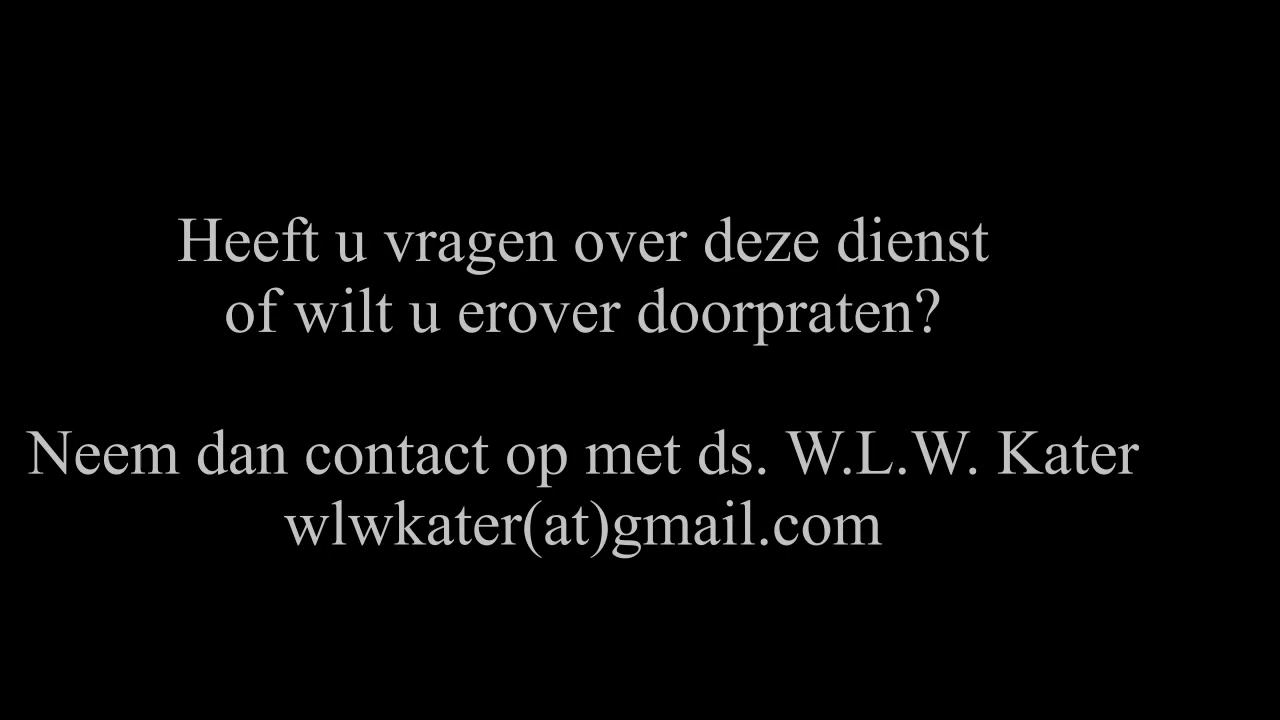 Heeft u vragen over deze dienst
of wilt u erover doorpraten?
Neem dan contact op met ds. W.L.W. Kater
wlwkater(at)gmail.com